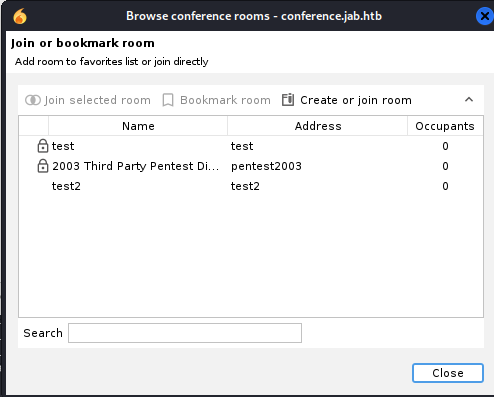 Browse conference rooms - conference.jab.htb
Join or bookmark room
Add room to favorites list or join directly
Join selected room Bookmark room Create or join room
Name Address Occupants
test test 0
2003 Third Party Pentest Di... pentest2003 0
test2 test2 0
Search
Close